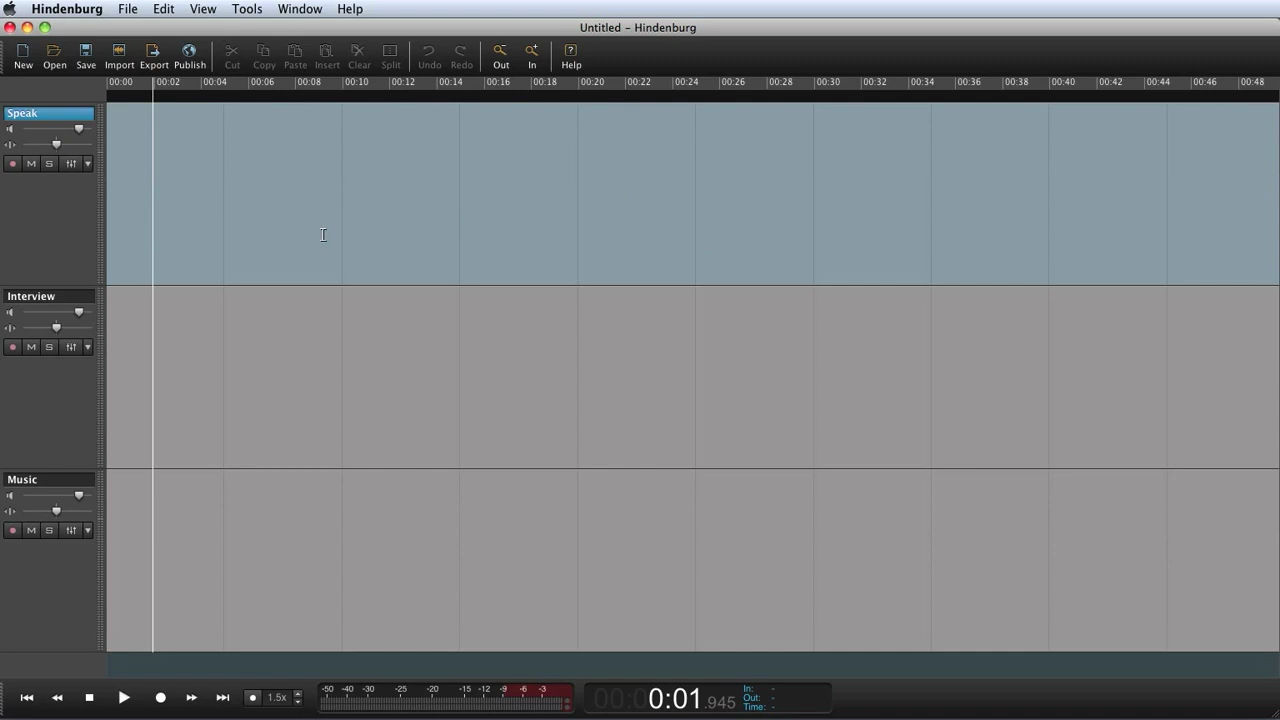 Hindenburg File Edit View Tools Window Help
Untitled – Hindenburg
New Open Save Import Export Publish Cut Copy Paste Insert Clear Split Undo Redo Out In Help
00:00 00:02 00:04 00:06 00:08 00:10 00:12 00:14 00:16 00:18 00:20 00:22 00:24 00:26 00:28 00:30 00:32 00:34 00:36 00:38 00:40 00:42 00:44 00:46 00:48
Speak
M S
Interview
M S
Music
M S
1.5x
-50 -40 -30 -25 -20 -15 -12 -9 -6 -3
00:00:01.945
In: -
Out: -
Time: -